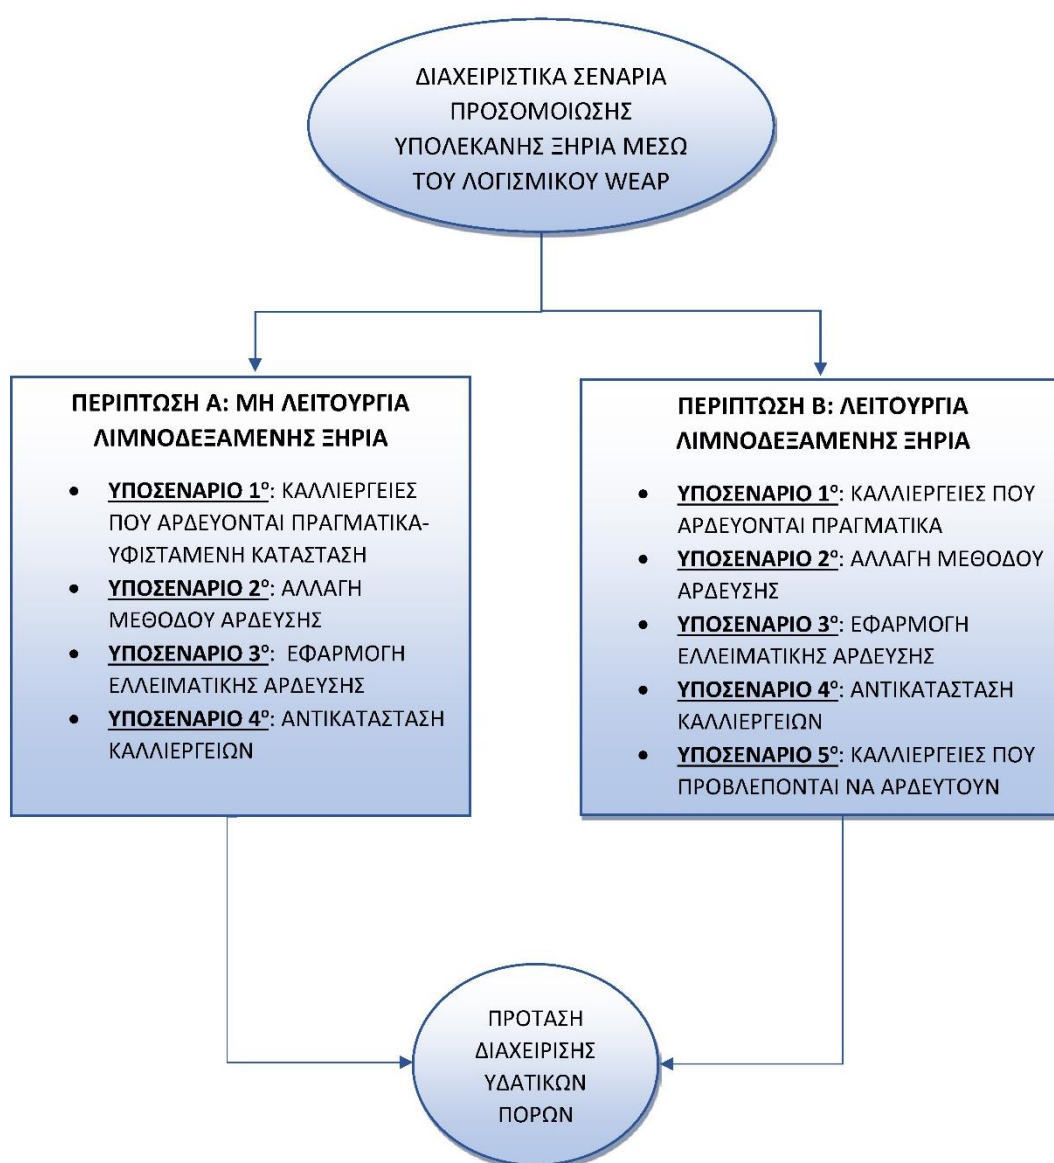 ΔΙΑΧΕΙΡΙΣΤΙΚΑ ΣΕΝΑΡΙΑ
ΠΡΟΣΟΜΟΙΩΣΗΣ
ΥΠΟΛΕΚΑΝΗΣ ΞΗΡΙΑ ΜΕΣΩ
ΤΟΥ ΛΟΓΙΣΜΙΚΟΥ WEAP
ΠΕΡΙΠΤΩΣΗ Α: ΜΗ ΛΕΙΤΟΥΡΓΙΑ
ΛΙΜΝΟΔΕΞΑΜΕΝΗΣ ΞΗΡΙΑ
• ΥΠΟΣΕΝΑΡΙΟ 1ο: ΚΑΛΛΙΕΡΓΕΙΕΣ
ΠΟΥ ΑΡΔΕΥΟΝΤΑΙ ΠΡΑΓΜΑΤΙΚΑ-
ΥΦΙΣΤΑΜΕΝΗ ΚΑΤΑΣΤΑΣΗ
• ΥΠΟΣΕΝΑΡΙΟ 2ο: ΑΛΛΑΓΗ
ΜΕΘΟΔΟΥ ΑΡΔΕΥΣΗΣ
• ΥΠΟΣΕΝΑΡΙΟ 3ο: ΕΦΑΡΜΟΓΗ
ΕΛΛΕΙΜΑΤΙΚΗΣ ΑΡΔΕΥΣΗΣ
• ΥΠΟΣΕΝΑΡΙΟ 4ο: ΑΝΤΙΚΑΤΑΣΤΑΣΗ
ΚΑΛΛΙΕΡΓΕΙΩΝ
ΠΕΡΙΠΤΩΣΗ Β: ΛΕΙΤΟΥΡΓΙΑ
ΛΙΜΝΟΔΕΞΑΜΕΝΗΣ ΞΗΡΙΑ
• ΥΠΟΣΕΝΑΡΙΟ 1ο: ΚΑΛΛΙΕΡΓΕΙΕΣ ΠΟΥ
ΑΡΔΕΥΟΝΤΑΙ ΠΡΑΓΜΑΤΙΚΑ
• ΥΠΟΣΕΝΑΡΙΟ 2ο: ΑΛΛΑΓΗ ΜΕΘΟΔΟΥ
ΑΡΔΕΥΣΗΣ
• ΥΠΟΣΕΝΑΡΙΟ 3ο: ΕΦΑΡΜΟΓΗ
ΕΛΛΕΙΜΑΤΙΚΗΣ ΑΡΔΕΥΣΗΣ
• ΥΠΟΣΕΝΑΡΙΟ 4ο: ΑΝΤΙΚΑΤΑΣΤΑΣΗ
ΚΑΛΛΙΕΡΓΕΙΩΝ
• ΥΠΟΣΕΝΑΡΙΟ 5ο: ΚΑΛΛΙΕΡΓΕΙΕΣ ΠΟΥ
ΠΡΟΒΛΕΠΟΝΤΑΙ ΝΑ ΑΡΔΕΥΤΟΥΝ
ΠΡΟΤΑΣΗ
ΔΙΑΧΕΙΡΙΣΗΣ
ΥΔΑΤΙΚΩΝ
ΠΟΡΩΝ